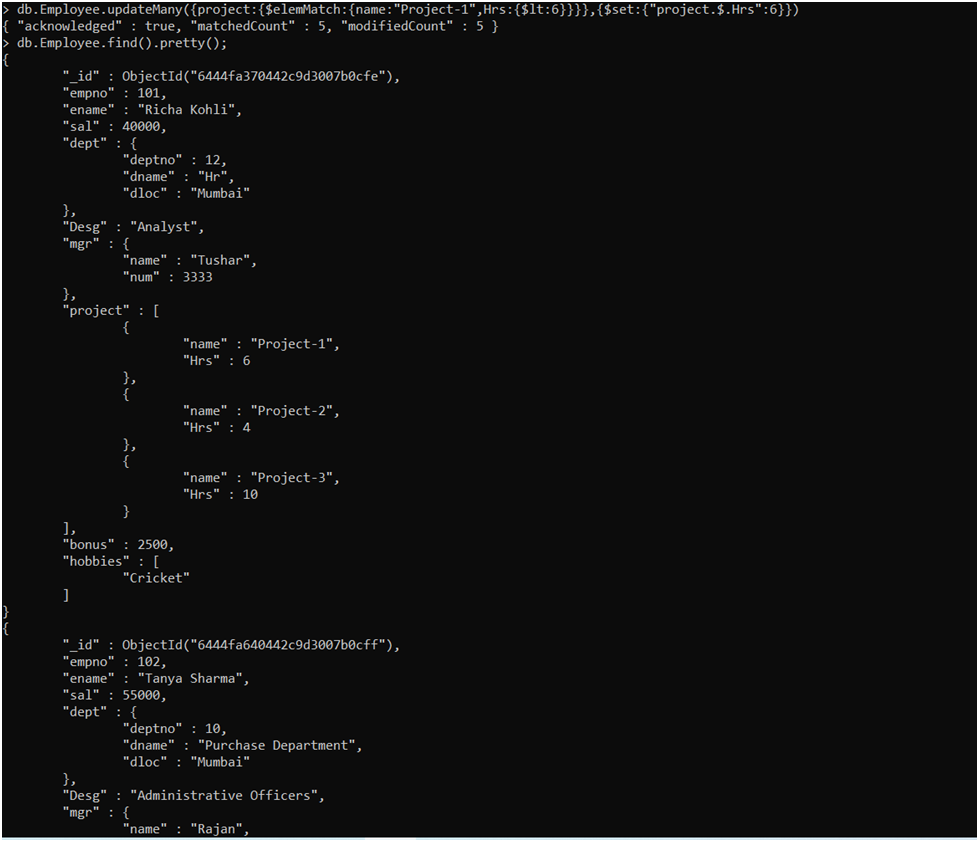 > db.Employee.updateMany({project:{$elemMatch:{name:"Project-1",Hrs:{$lt:6}}}},{$set:{"project.$.Hrs":6}})
{ "acknowledged" : true, "matchedCount" : 5, "modifiedCount" : 5 }
> db.Employee.find().pretty();
{
        "_id" : ObjectId("6444fa370442c9d3007b0cfe"),
        "empno" : 101,
        "ename" : "Richa Kohli",
        "sal" : 40000,
        "dept" : {
                "deptno" : 12,
                "dname" : "Hr",
                "dloc" : "Mumbai"
        },
        "Desg" : "Analyst",
        "mgr" : {
                "name" : "Tushar",
                "num" : 3333
        },
        "project" : [
                {
                        "name" : "Project-1",
                        "Hrs" : 6
                },
                {
                        "name" : "Project-2",
                        "Hrs" : 4
                },
                {
                        "name" : "Project-3",
                        "Hrs" : 10
                }
        ],
        "bonus" : 2500,
        "hobbies" : [
                "Cricket"
        ]
}
{
        "_id" : ObjectId("6444fa640442c9d3007b0cff"),
        "empno" : 102,
        "ename" : "Tanya Sharma",
        "sal" : 55000,
        "dept" : {
                "deptno" : 10,
                "dname" : "Purchase Department",
                "dloc" : "Mumbai"
        },
        "Desg" : "Administrative Officers",
        "mgr" : {
                "name" : "Rajan",